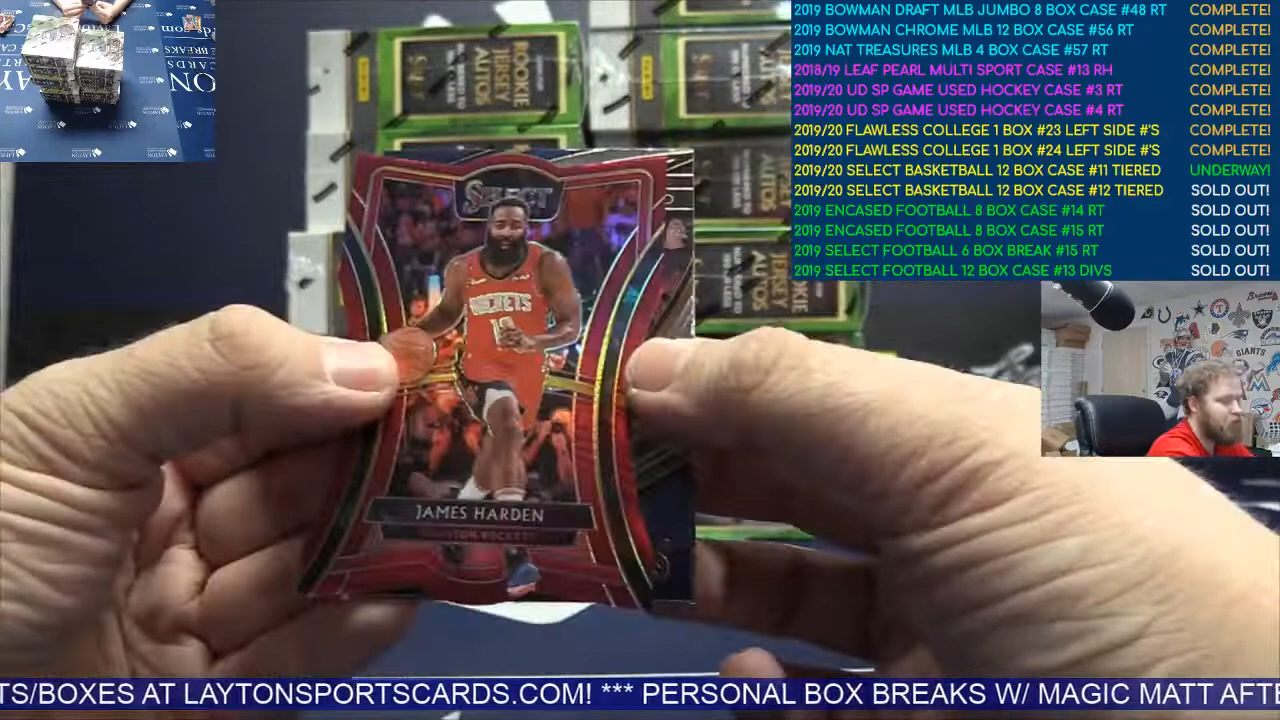 2019 BOWMAN DRAFT MLB JUMBO 8 BOX CASE #48 RT COMPLETE!
2019 BOWMAN CHROME MLB 12 BOX CASE #56 RT COMPLETE!
2019 NAT TREASURES MLB 4 BOX CASE #57 RT COMPLETE!
2018/19 LEAF PEARL MULTI SPORT CASE #13 RH COMPLETE!
2019/20 UD SP GAME USED HOCKEY CASE #3 RT COMPLETE!
2019/20 UD SP GAME USED HOCKEY CASE #4 RT COMPLETE!
2019/20 FLAWLESS COLLEGE 1 BOX #23 LEFT SIDE #'S COMPLETE!
2019/20 FLAWLESS COLLEGE 1 BOX #24 LEFT SIDE #'S COMPLETE!
2019/20 SELECT BASKETBALL 12 BOX CASE #11 TIERED UNDERWAY!
2019/20 SELECT BASKETBALL 12 BOX CASE #12 TIERED SOLD OUT!
2019 ENCASED FOOTBALL 8 BOX CASE #14 RT SOLD OUT!
2019 ENCASED FOOTBALL 8 BOX CASE #15 RT SOLD OUT!
2019 SELECT FOOTBALL 6 BOX BREAK #15 RT SOLD OUT!
2019 SELECT FOOTBALL 12 BOX CASE #13 DIVS SOLD OUT!
ROOKIE
JERSEY
AUTOS
SELECT
ROCKETS
JAMES HARDEN
HOUSTON ROCKETS
JERSEY
AUTOS
GIANTS
TS/BOXES AT LAYTONSPORTSCARDS.COM! *** PERSONAL BOX BREAKS W/ MAGIC MATT AFTE